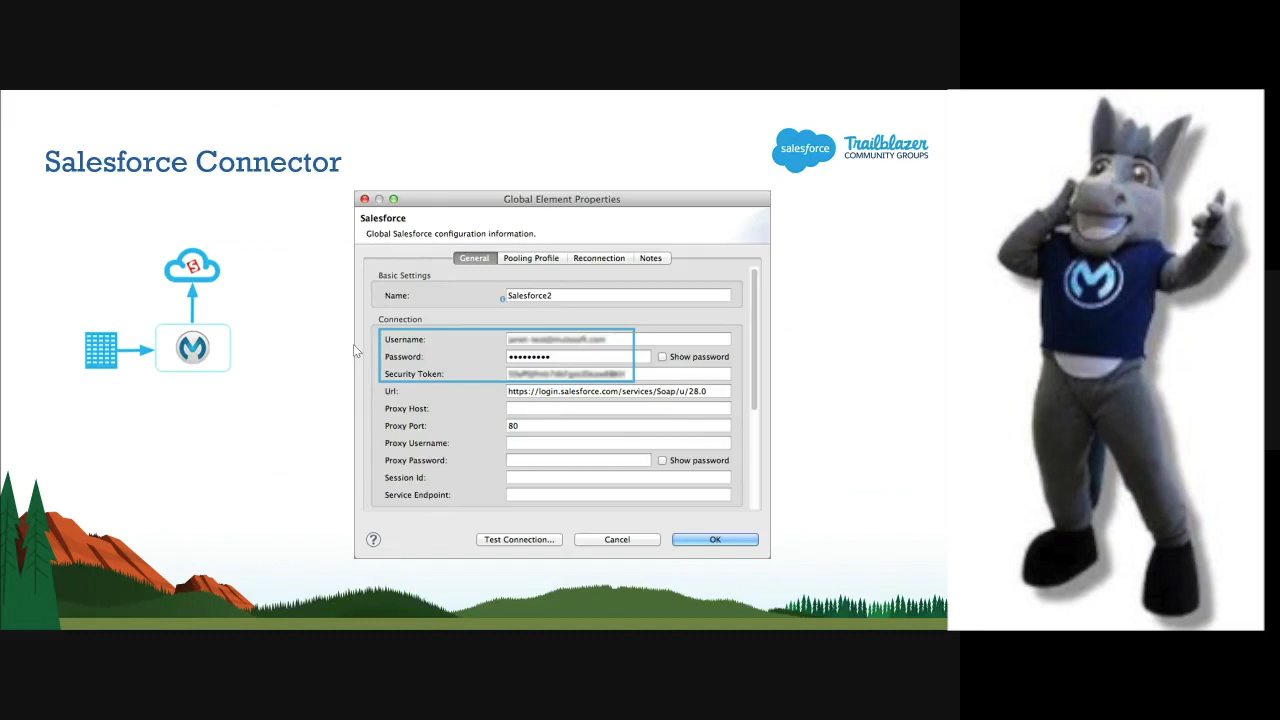 Salesforce Connector
salesforce
Trailblazer
COMMUNITY GROUPS
Global Element Properties
Salesforce
Global Salesforce configuration information.
General Pooling Profile Reconnection Notes
Basic Settings
Name: Salesforce2
Connection
Username:
Password: ••••••••• Show password
Security Token:
Url: https://login.salesforce.com/services/Soap/u/28.0
Proxy Host:
Proxy Port: 80
Proxy Username:
Proxy Password: Show password
Session Id:
Service Endpoint:
? Test Connection... Cancel OK